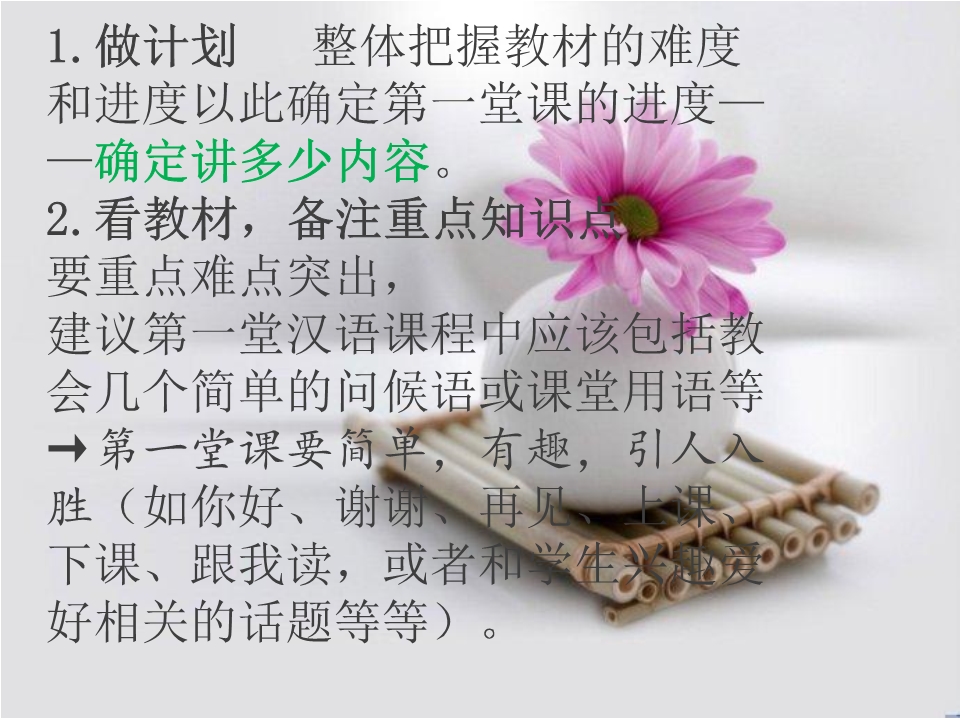 1.做计划 整体把握教材的难度
和进度以此确定第一堂课的进度—
—确定讲多少内容。
2.看教材，备注重点知识点
要重点难点突出，
建议第一堂汉语课程中应该包括教
会几个简单的问候语或课堂用语等
→第一堂课要简单，有趣，引人入
胜（如你好、谢谢、再见、上课、
下课、跟我读，或者和学生兴趣爱
好相关的话题等等）。